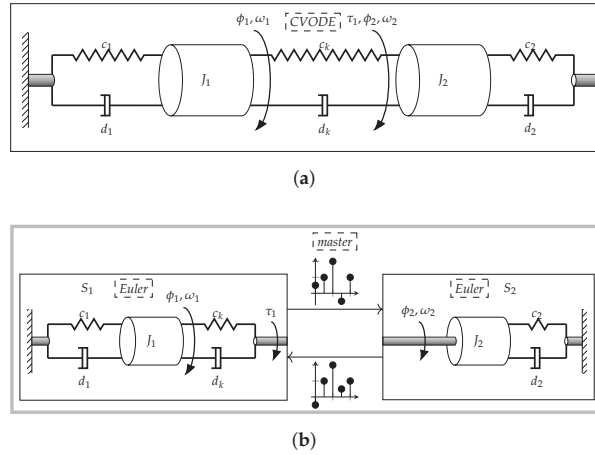 ϕ₁, ω₁ CVODE τ₁, ϕ₂, ω₂
c₁ cₖ c₂
J₁ J₂
d₁ dₖ d₂
(a)
master
S₁ Euler ϕ₁, ω₁ Euler S₂
c₁ cₖ τ₁ ϕ₂, ω₂ c₂
J₁ J₂
d₁ dₖ d₂
(b)